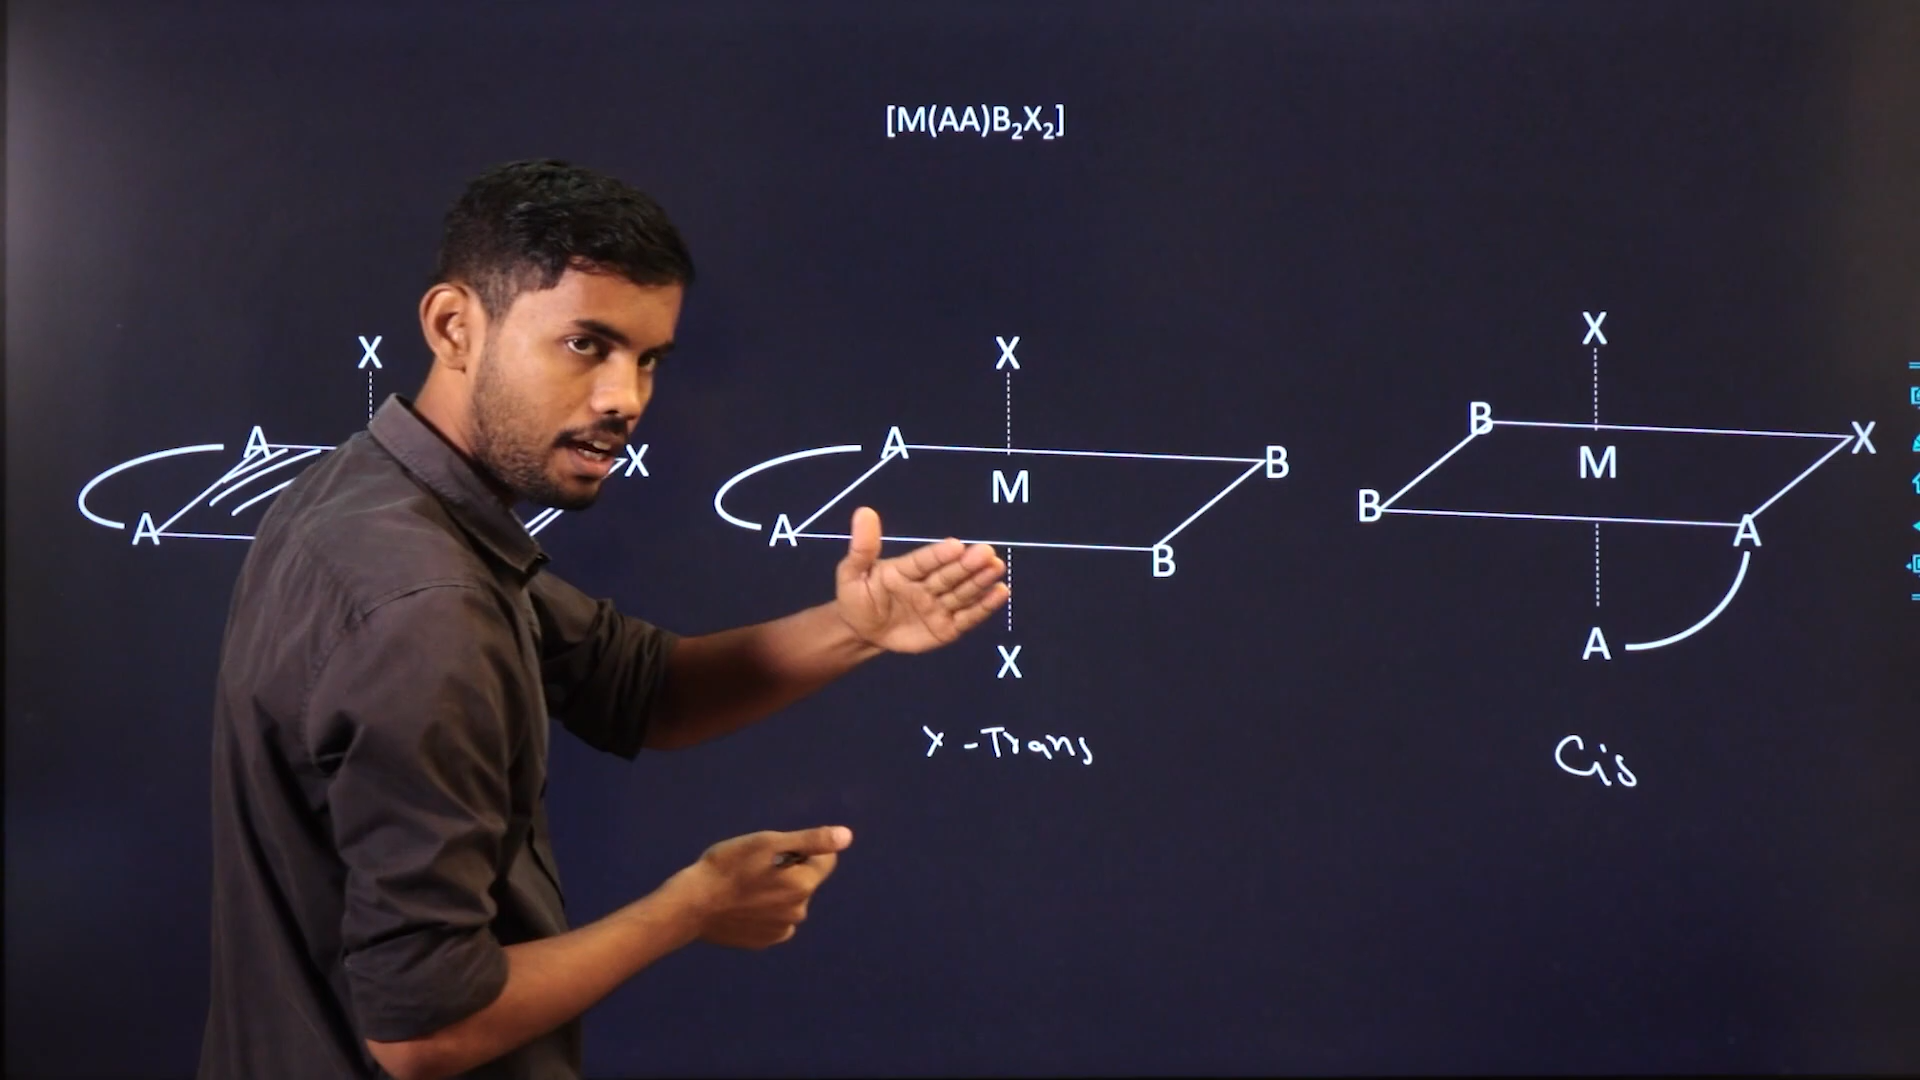 [M(AA)B₂X₂]
X X X
A X A M B B M X
A A B B A
X A
X - Trans Cis